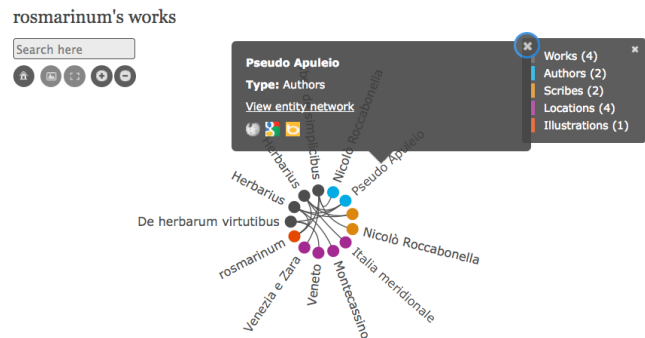 rosmarinum's works
Search here
Pseudo Apuleio
Type: Authors
View entity network
Works (4)
Authors (2)
Scribes (2)
Locations (4)
Illustrations (1)
simplicibus
Nicolò Roccabonella
Herbarius
Pseudo Apuleio
Herbarius
De herbarum virtutibus
Nicolò Roccabonella
rosmarinum
Italia meridionale
Venezia e Zara
Veneto
Montecassino